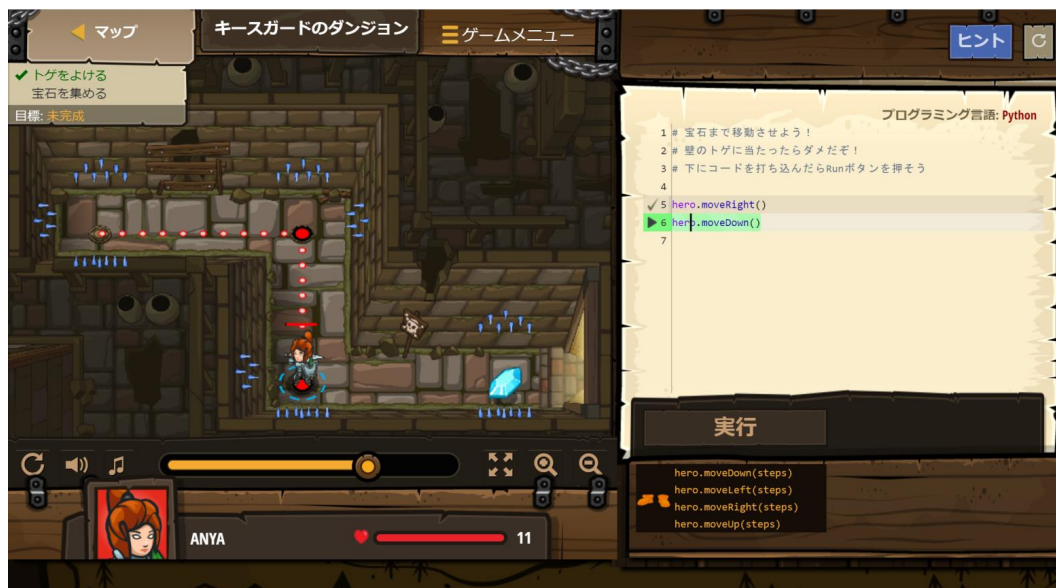 マップ
キースガードのダンジョン
ゲームメニュー
ヒント
トゲをよける
宝石を集める
目標: 未完成
プログラミング言語: Python
1 # 宝石まで移動させよう！
2 # 壁のトゲに当たったらダメだぞ！
3 # 下にコードを打ち込んだらRunボタンを押そう
4
5 hero.moveRight()
6 hero.moveDown()
7
実行
hero.moveDown(steps)
hero.moveLeft(steps)
hero.moveRight(steps)
hero.moveUp(steps)
ANYA
11